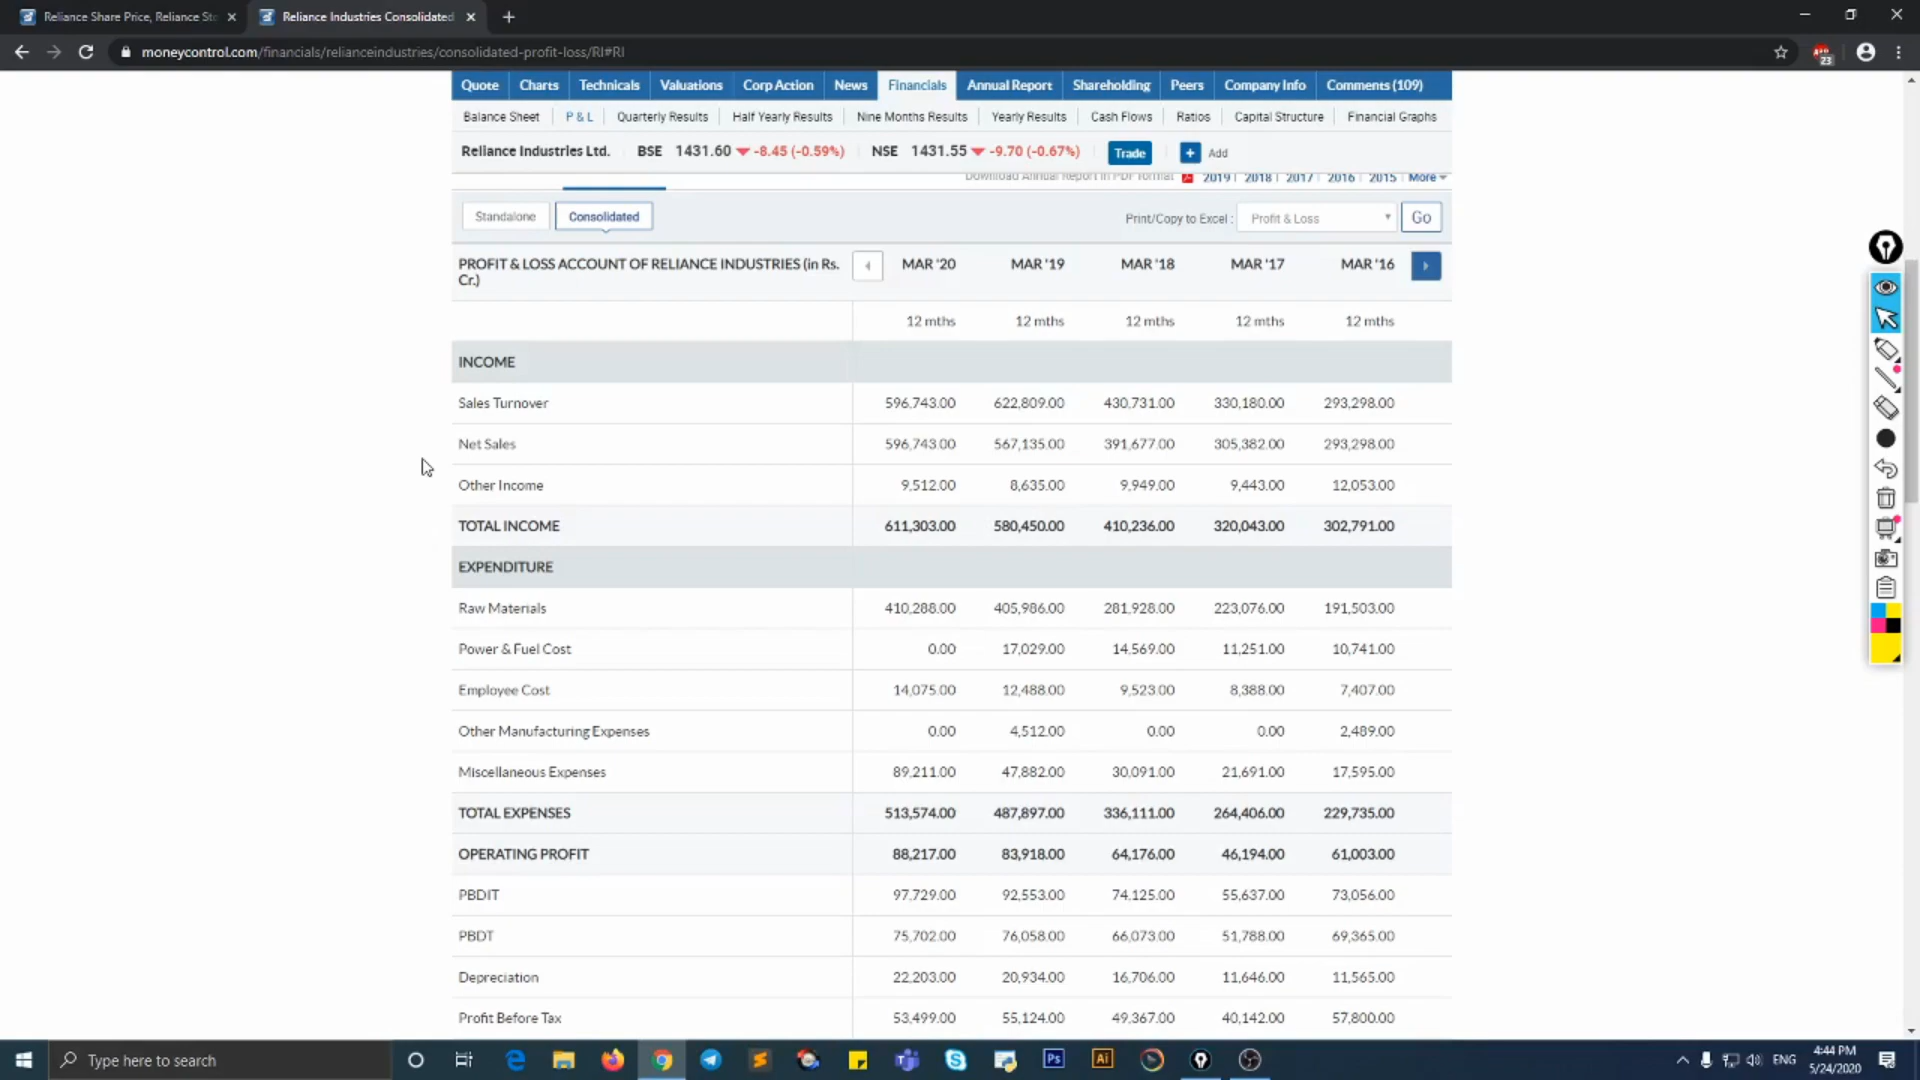 Reliance Share Price, Reliance Sto
Reliance Industries Consolidated
moneycontrol.com/financials/relianceindustries/consolidated-profit-loss/RI#RI
23
Quote Charts Technicals Valuations Corp Action News Financials Annual Report Shareholding Peers Company Info Comments (109)
Balance Sheet P & L Quarterly Results Half Yearly Results Nine Months Results Yearly Results Cash Flows Ratios Capital Structure Financial Graphs
Reliance Industries Ltd. BSE 1431.60 -8.45 (-0.59%) NSE 1431.55 -9.70 (-0.67%) Trade + Add
Download Annual Report in PDF format 2019 | 2018 | 2017 | 2016 | 2015 More
Standalone Consolidated Print/Copy to Excel : Profit & Loss Go
PROFIT & LOSS ACCOUNT OF RELIANCE INDUSTRIES (in Rs. Cr.) MAR '20 MAR '19 MAR '18 MAR '17 MAR '16
12 mths 12 mths 12 mths 12 mths 12 mths
INCOME
Sales Turnover 596,743.00 622,809.00 430,731.00 330,180.00 293,298.00
Net Sales 596,743.00 567,135.00 391,677.00 305,382.00 293,298.00
Other Income 9,512.00 8,635.00 9,949.00 9,443.00 12,053.00
TOTAL INCOME 611,303.00 580,450.00 410,236.00 320,043.00 302,791.00
EXPENDITURE
Raw Materials 410,288.00 405,986.00 281,928.00 223,076.00 191,503.00
Power & Fuel Cost 0.00 17,029.00 14,569.00 11,251.00 10,741.00
Employee Cost 14,075.00 12,488.00 9,523.00 8,388.00 7,407.00
Other Manufacturing Expenses 0.00 4,512.00 0.00 0.00 2,489.00
Miscellaneous Expenses 89,211.00 47,882.00 30,091.00 21,691.00 17,595.00
TOTAL EXPENSES 513,574.00 487,897.00 336,111.00 264,406.00 229,735.00
OPERATING PROFIT 88,217.00 83,918.00 64,176.00 46,194.00 61,003.00
PBDIT 97,729.00 92,553.00 74,125.00 55,637.00 73,056.00
PBDT 75,702.00 76,058.00 66,073.00 51,788.00 69,365.00
Depreciation 22,203.00 20,934.00 16,706.00 11,646.00 11,565.00
Profit Before Tax 53,499.00 55,124.00 49,367.00 40,142.00 57,800.00
Type here to search
Ps
Ai
ENG
4:44 PM
5/24/2020